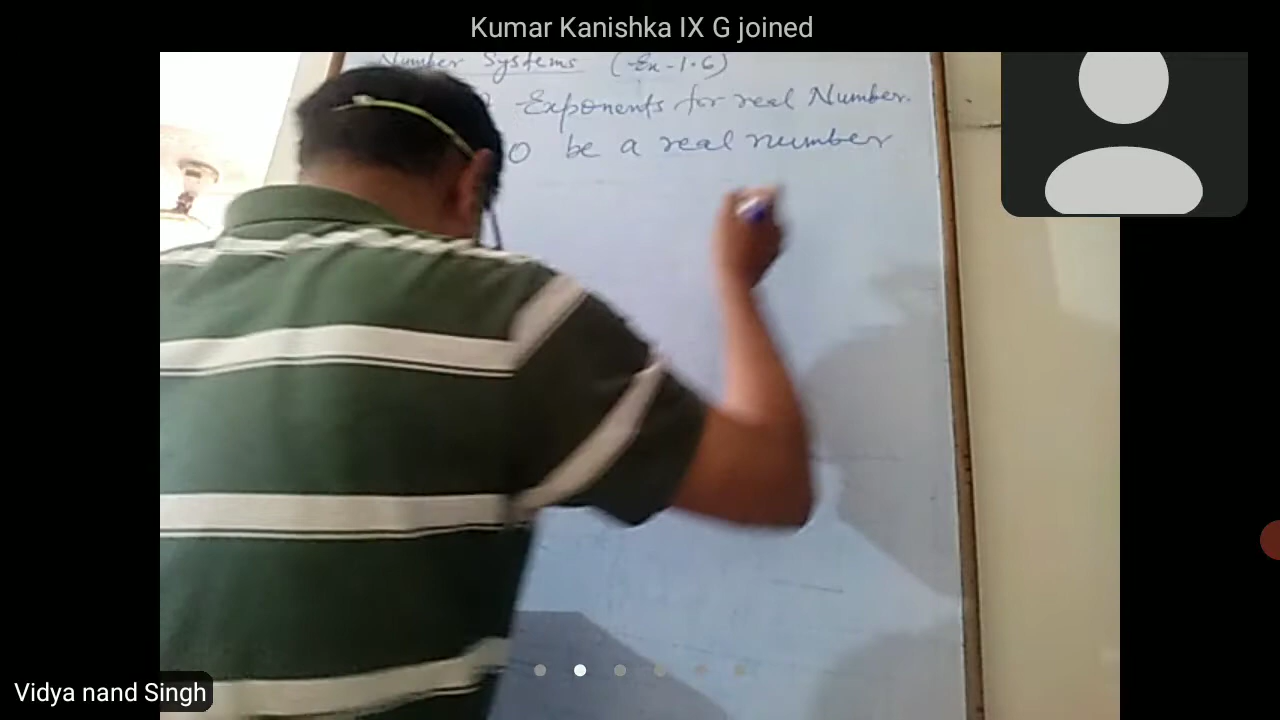 Kumar Kanishka IX G joined
Number Systems (Ex-1.6)
Exponents for real Number.
0 be a real number
Vidya nand Singh